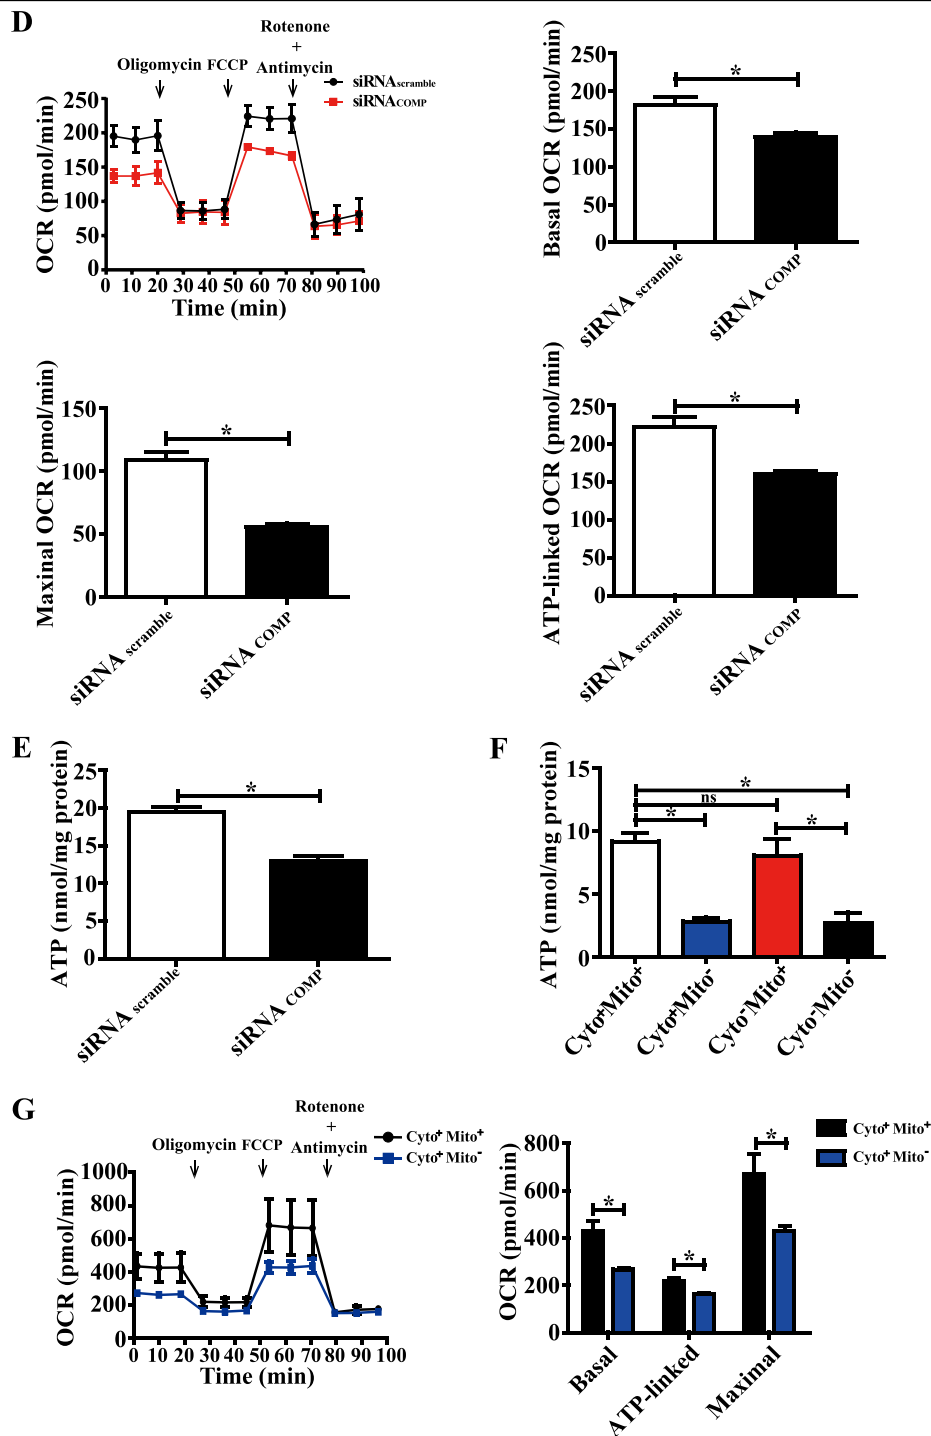 D
Rotenone
+
Oligomycin FCCP Antimycin
siRNAscramble
siRNACOMP
OCR (pmol/min)
250
200
150
100
50
0
0 10 20 30 40 50 60 70 80 90 100
Time (min)
Basal OCR (pmol/min)
250
200
150
100
50
0
*
siRNA scramble
siRNA COMP
Maxinal OCR (pmol/min)
150
100
50
0
*
siRNA scramble
siRNA COMP
ATP-linked OCR (pmol/min)
250
200
150
100
50
0
*
siRNA scramble
siRNA COMP
E
ATP (nmol/mg protein)
25
20
15
10
5
0
*
siRNA scramble
siRNA COMP
F
ATP (nmol/mg protein)
15
10
5
0
*
ns
* *
Cyto+Mito+
Cyto+Mito-
Cyto-Mito+
Cyto-Mito-
G
Rotenone
+
Oligomycin FCCP Antimycin
Cyto+ Mito+
Cyto+ Mito-
OCR (pmol/min)
1000
800
600
400
200
0
0 10 20 30 40 50 60 70 80 90 100
Time (min)
OCR (pmol/min)
800
600
400
200
0
* * *
Basal
ATP-linked
Maximal
Cyto+ Mito+
Cyto+ Mito-